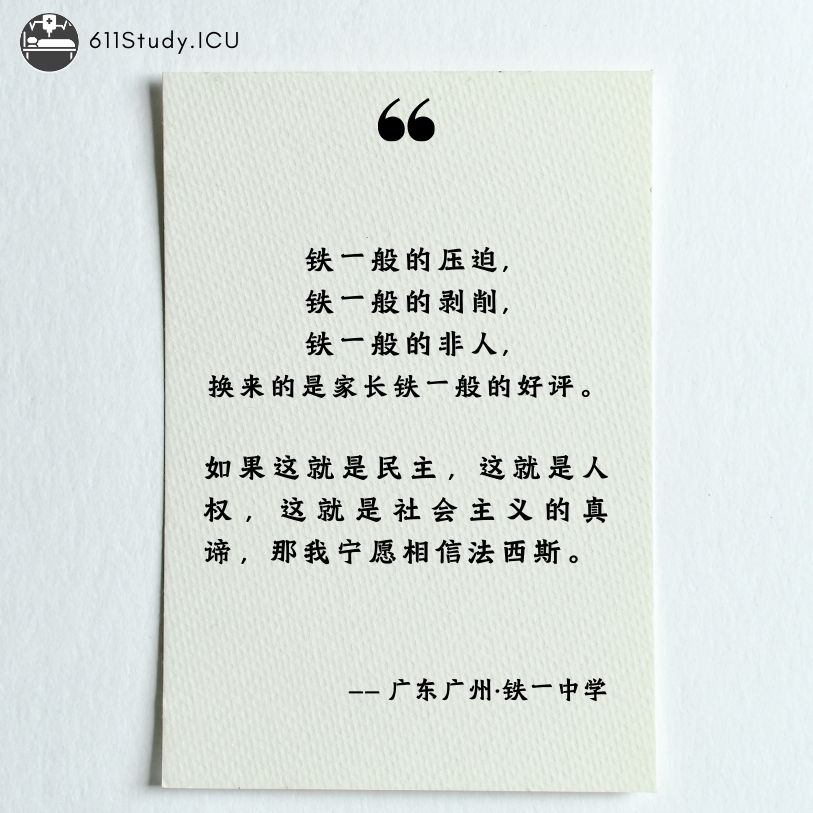 611Study.ICU
铁一般的压迫,
铁一般的剥削,
铁一般的非人,
换来的是家长铁一般的好评。
如果这就是民主, 这就是人
权, 这就是社会主义的真
谛, 那我宁愿相信法西斯。
—— 广东广州·铁一中学